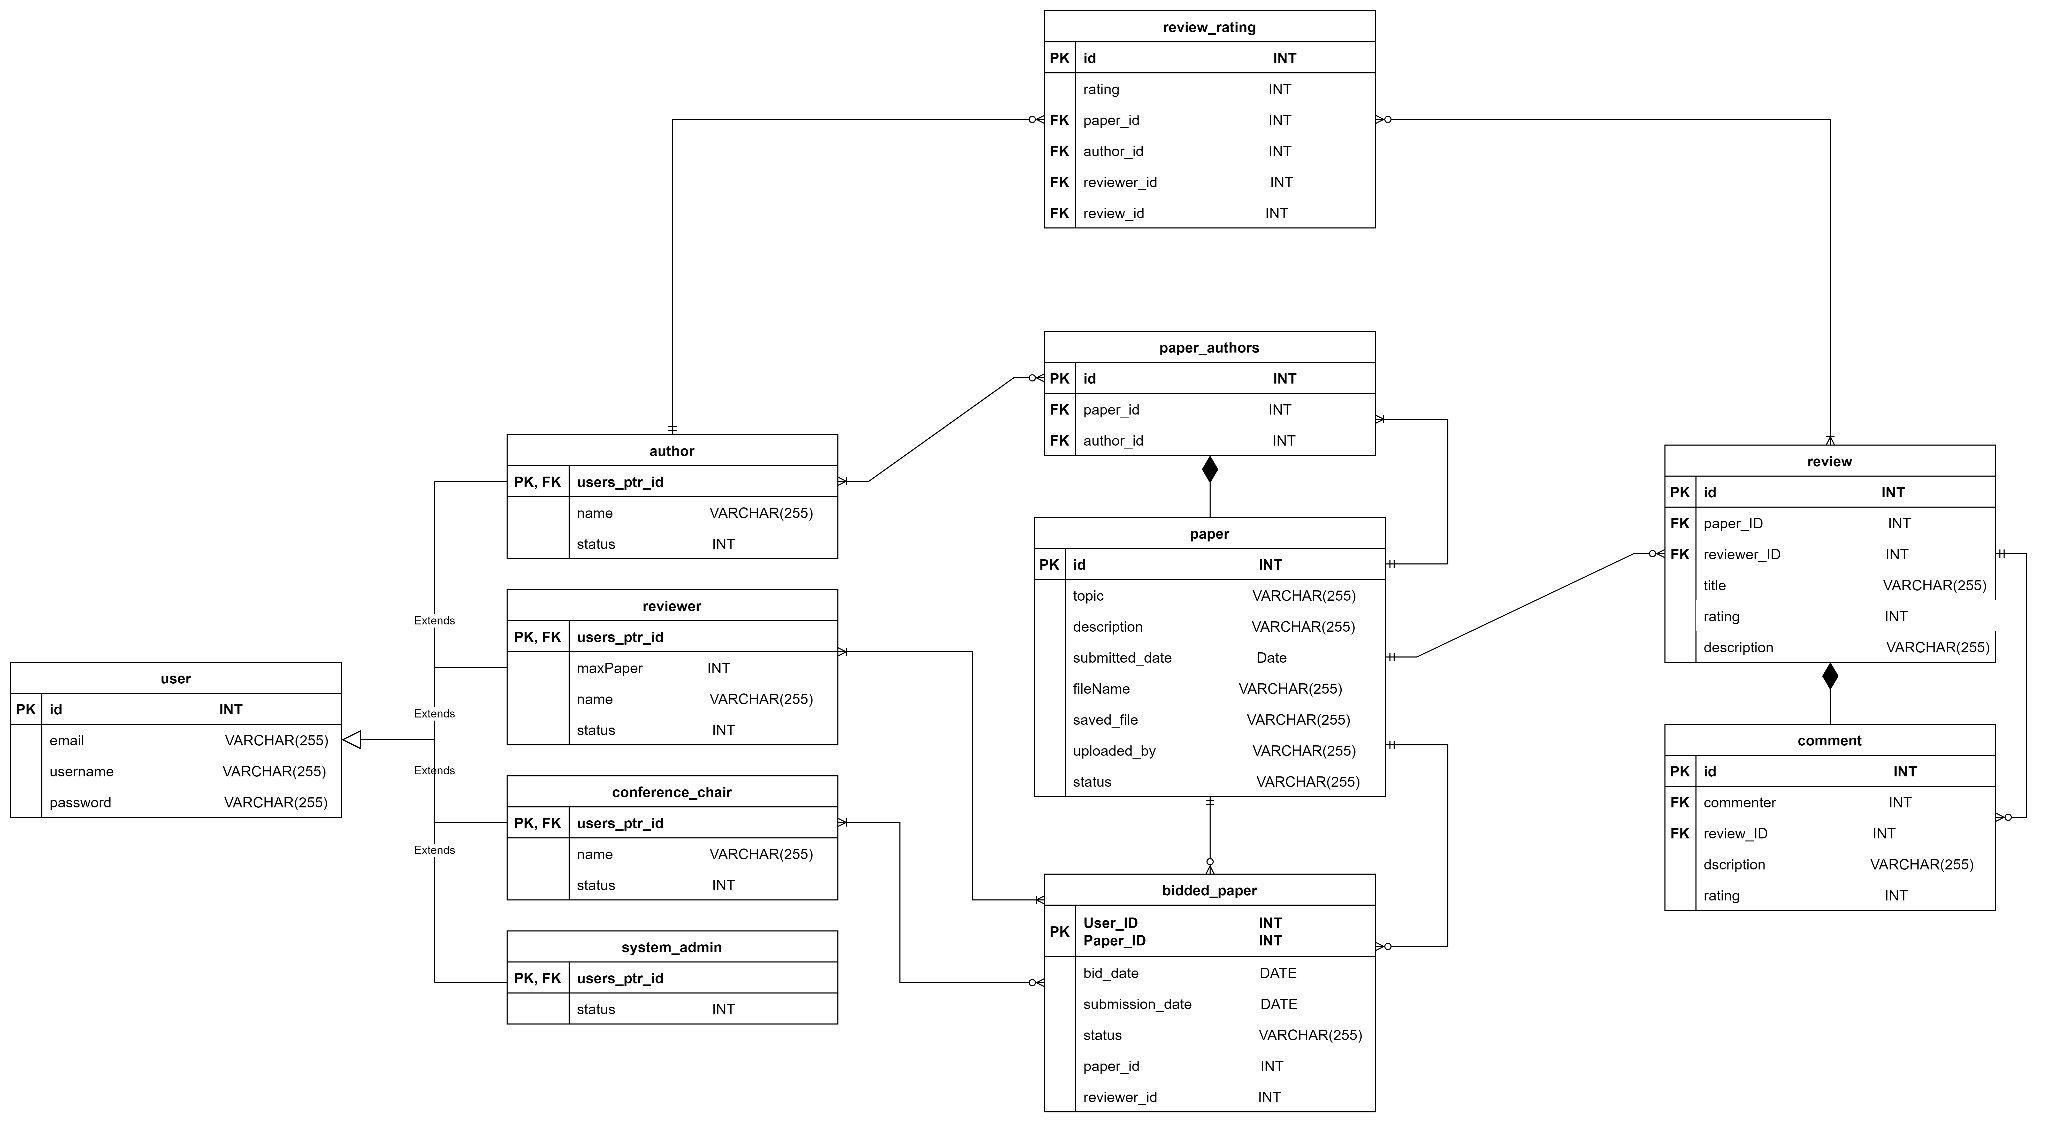 review_rating
PK id INT
rating INT
FK paper_id INT
FK author_id INT
FK reviewer_id INT
FK review_id INT
paper_authors
PK id INT
FK paper_id INT
FK author_id INT
author
PK, FK users_ptr_id
name VARCHAR(255)
status INT
reviewer
PK, FK users_ptr_id
maxPaper INT
name VARCHAR(255)
status INT
conference_chair
PK, FK users_ptr_id
name VARCHAR(255)
status INT
system_admin
PK, FK users_ptr_id
status INT
Extends
Extends
Extends
Extends
user
PK id INT
email VARCHAR(255)
username VARCHAR(255)
password VARCHAR(255)
paper
PK id INT
topic VARCHAR(255)
description VARCHAR(255)
submitted_date Date
fileName VARCHAR(255)
saved_file VARCHAR(255)
uploaded_by VARCHAR(255)
status VARCHAR(255)
bidded_paper
PK
User_ID INT
Paper_ID INT
bid_date DATE
submission_date DATE
status VARCHAR(255)
paper_id INT
reviewer_id INT
review
PK id INT
FK paper_ID INT
FK reviewer_ID INT
title VARCHAR(255)
rating INT
description VARCHAR(255)
comment
PK id INT
FK commenter INT
FK review_ID INT
dscription VARCHAR(255)
rating INT